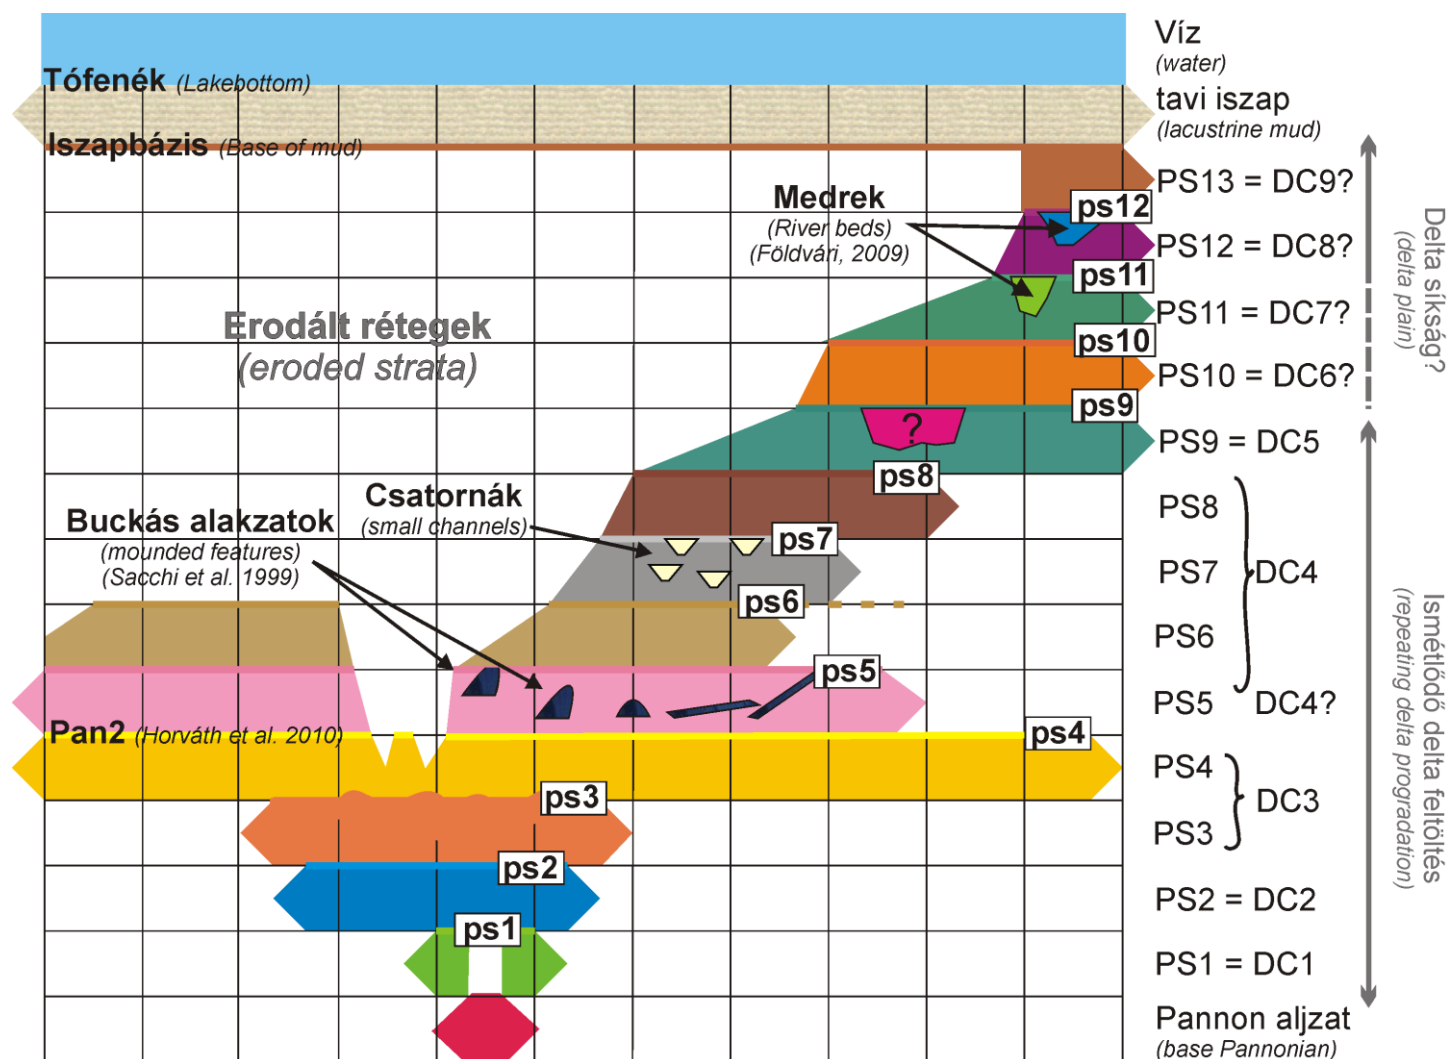 Víz
(water)
Tófenék (Lakebottom)
tavi iszap
(lacustrine mud)
Iszapbázis (Base of mud)
PS13 = DC9?
Medrek
(River beds)
(Földvári, 2009)
ps12
PS12 = DC8?
ps11
PS11 = DC7?
Erodált rétegek
(eroded strata)
ps10
PS10 = DC6?
ps9
?
PS9 = DC5
ps8
Csatornák
(small channels)
PS8
Buckás alakzatok
(mounded features)
(Sacchi et al. 1999)
ps7
PS7
DC4
ps6
PS6
ps5
PS5
DC4?
Pan2 (Horváth et al. 2010)
ps4
PS4
DC3
ps3
PS3
ps2
PS2 = DC2
ps1
PS1 = DC1
Pannon aljzat
(base Pannonian)
Delta síkság?
(delta plain)
Ismétlődő delta feltöltés
(repeating delta progradation)